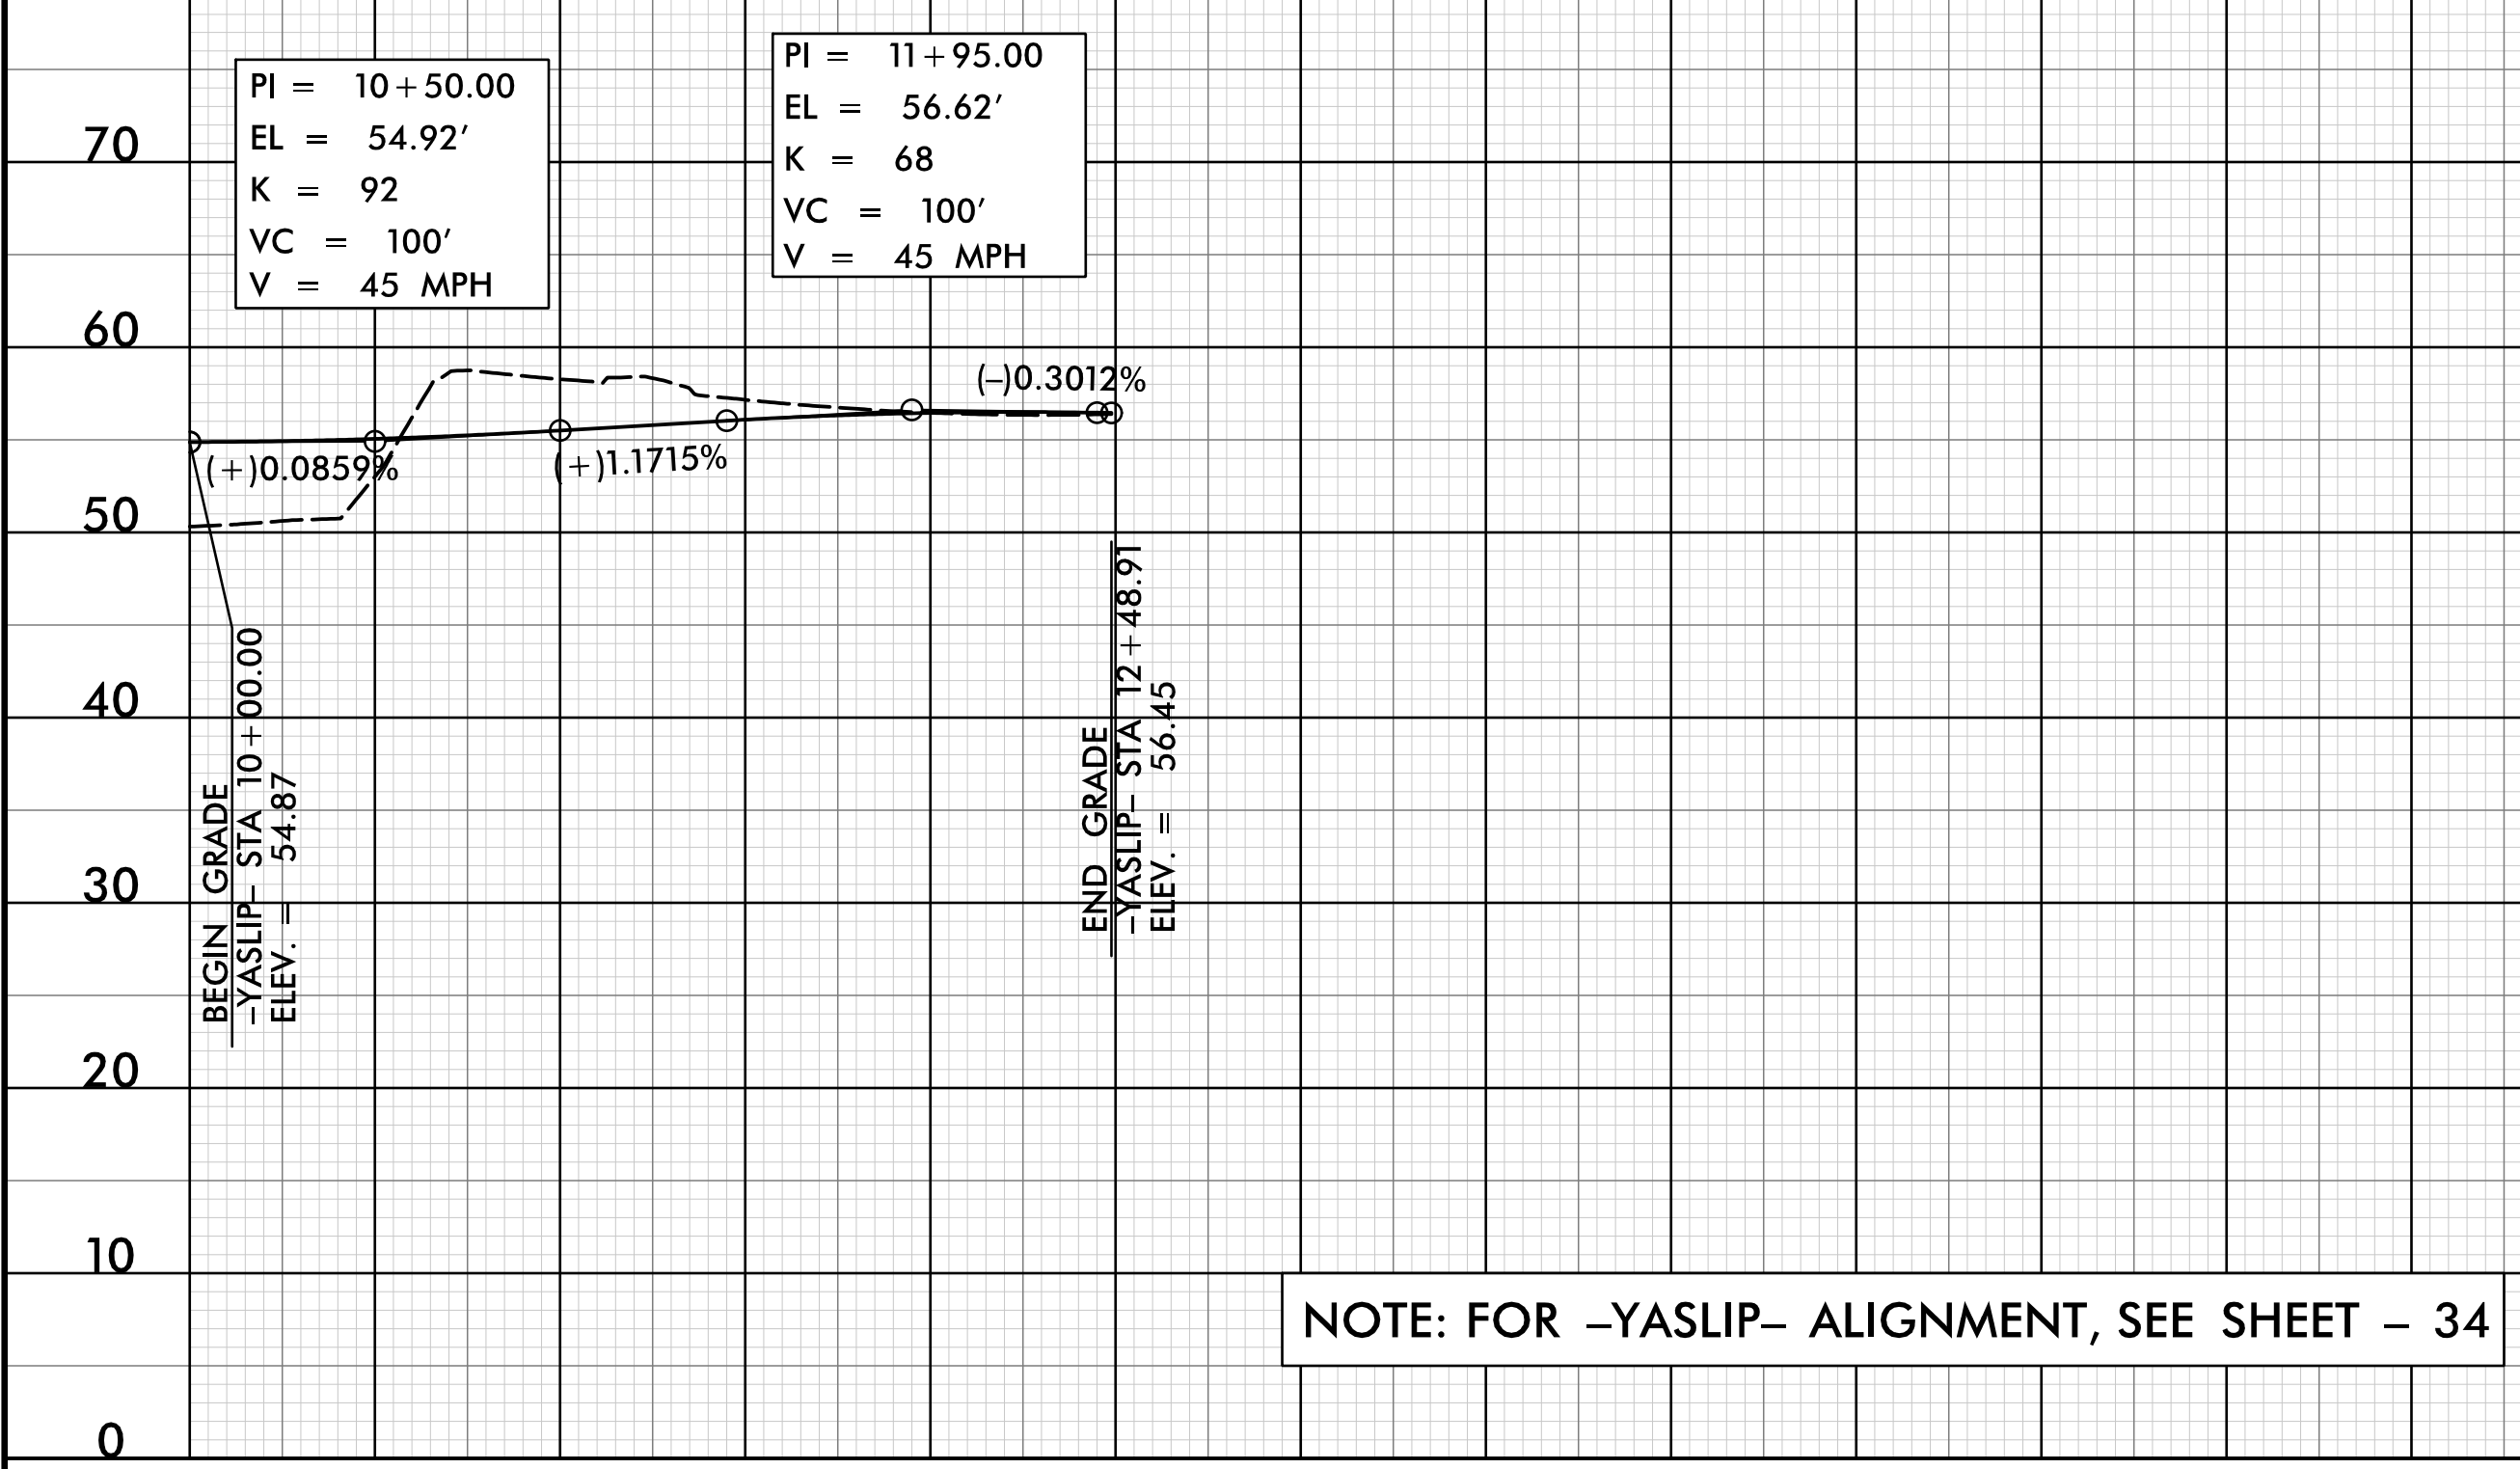 PI = 10+50.00
EL = 54.92'
K = 92
VC = 100'
V = 45 MPH
PI = 11+95.00
EL = 56.62'
K = 68
VC = 100'
V = 45 MPH
70
60
50
40
30
20
10
0
(+)0.0859%
(+)1.1715%
(–)0.3012%
BEGIN GRADE
–YASLIP– STA 10+00.00
ELEV. = 54.87
END GRADE
–YASLIP– STA 12+48.91
ELEV. = 56.45
NOTE: FOR –YASLIP– ALIGNMENT, SEE SHEET – 34